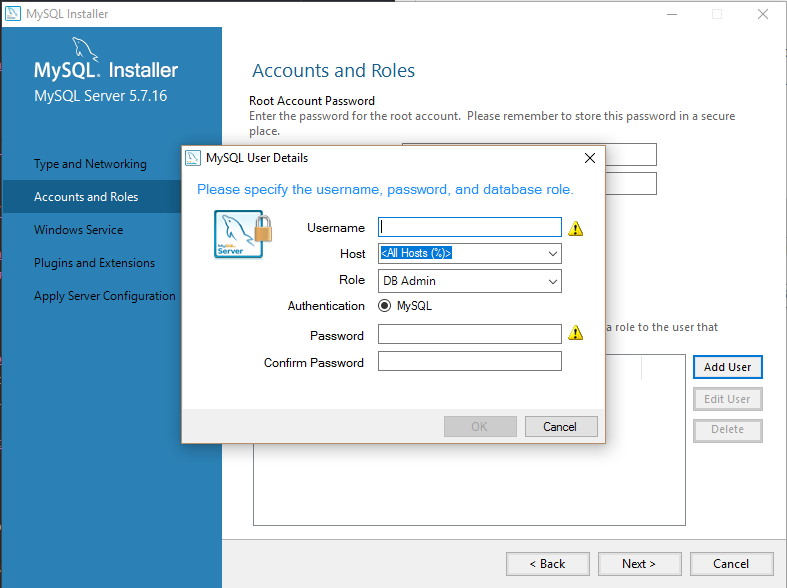 MySQL Installer
MySQL. Installer
MySQL Server 5.7.16
Type and Networking
Accounts and Roles
Windows Service
Plugins and Extensions
Apply Server Configuration
Accounts and Roles
Root Account Password
Enter the password for the root account. Please remember to store this password in a secure
place.
MySQL User Details
Please specify the username, password, and database role.
MySQL
Server
Username
Host
<All Hosts (%)>
Role
DB Admin
Authentication
MySQL
Password
Confirm Password
OK
Cancel
a role to the user that
Add User
Edit User
Delete
< Back
Next >
Cancel